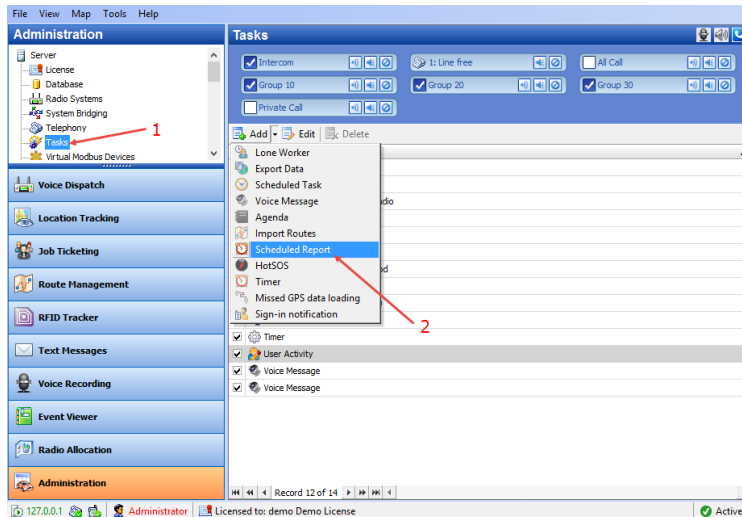 File View Map Tools Help
Administration
Server
License
Database
Radio Systems
System Bridging
Telephony
Tasks
Virtual Modbus Devices
1
Voice Dispatch
Location Tracking
Job Ticketing
Route Management
RFID Tracker
Text Messages
Voice Recording
Event Viewer
Radio Allocation
Administration
Tasks
Intercom
1: Line free
All Call
Group 10
Group 20
Group 30
Private Call
Add Edit Delete
Lone Worker
Export Data
Scheduled Task
Voice Message
Agenda
Import Routes
Scheduled Report
HotSOS
Timer
Missed GPS data loading
Sign-in notification
2
Timer
User Activity
Voice Message
Voice Message
Record 12 of 14
127.0.0.1 Administrator Licensed to: demo Demo License Active